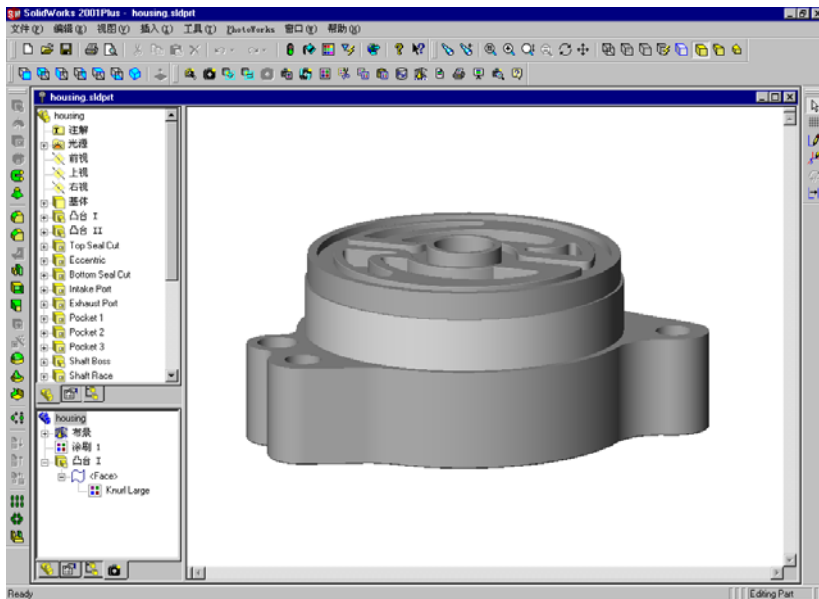 SolidWorks 2001Plus - housing.sldprt
文件(F) 编辑(E) 视图(V) 插入(I) 工具(T) PhotoWorks 窗口(W) 帮助(H)
housing.sldprt
housing
注解
光源
前视
上视
右视
基体
凸台 I
凸台 II
Top Seal Cut
Eccentric
Bottom Seal Cut
Intake Port
Exhaust Port
Pocket 1
Pocket 2
Pocket 3
Shaft Boss
Shaft Race
housing
布景
涂刷 1
凸台 I
<Face>
Knurl Large
Ready
Editing Part